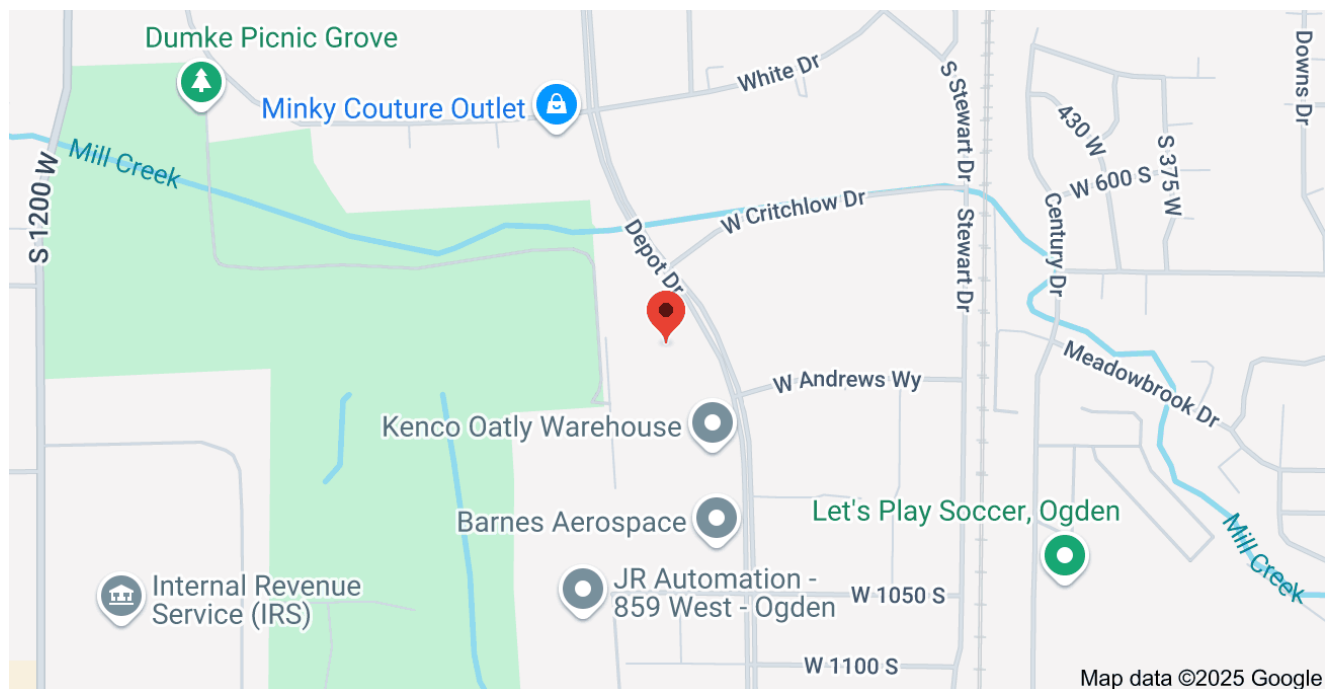 Dumke Picnic Grove
Minky Couture Outlet
White Dr
S Stewart Dr
Downs Dr
430 W
S 375 W
W 600 S
Mill Creek
S 1200 W
W Critchlow Dr
Depot Dr
Stewart Dr
Century Dr
Meadowbrook Dr
W Andrews Wy
Kenco Oatly Warehouse
Barnes Aerospace
Let's Play Soccer, Ogden
Mill Creek
Internal Revenue
Service (IRS)
JR Automation -
859 West - Ogden
W 1050 S
W 1100 S
Map data ©2025 Google